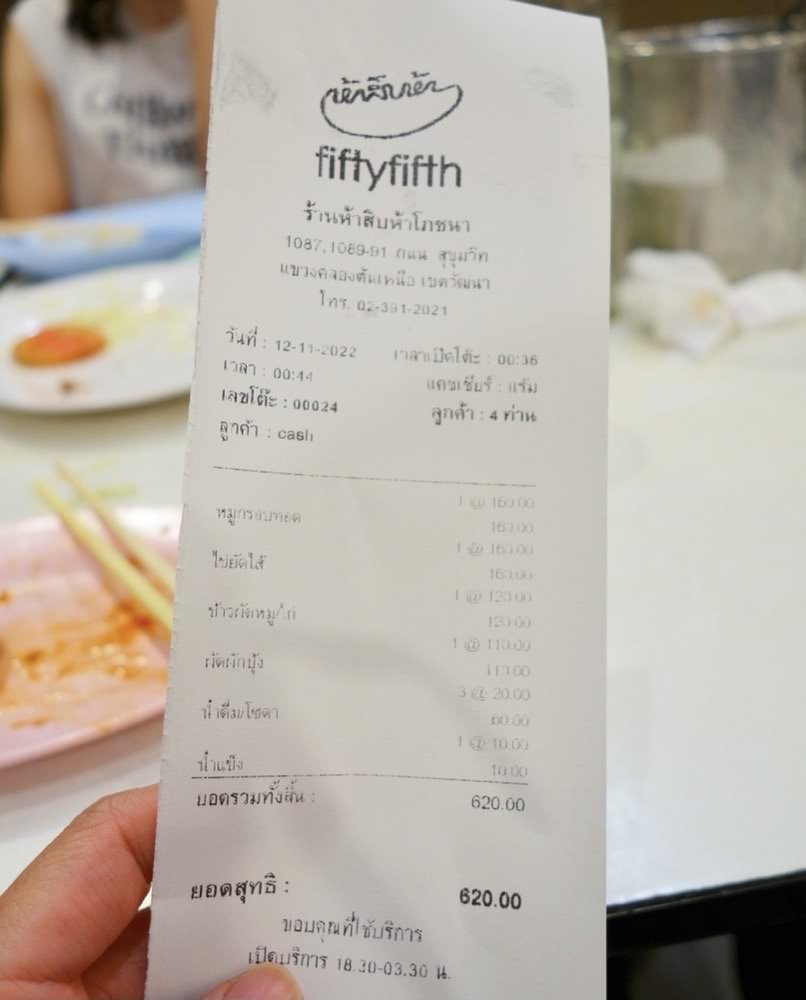 ห้าสิบห้า
fiftyfifth
ร้านห้าสิบห้าโภชนา
1087,1089-91 ถนน สุขุมวิท
แขวงคลองตันเหนือ เขตวัฒนา
โทร. 02-391-2021
วันที่ : 12-11-2022 เวลาเปิดโต๊ะ : 00:36
เวลา : 00:44 แคชเชียร์ : แร้ม
เลขโต๊ะ : 00024 ลูกค้า : 4 ท่าน
ลูกค้า : cash
1 @ 160.00
หมูกรอบทอด 160.00
1 @ 160.00
ไข่ยัดไส้ 160.00
1 @ 120.00
ข้าวผัดหมู/ไก่ 120.00
1 @ 110.00
ผัดผักบุ้ง 110.00
3 @ 20.00
น้ำดื่ม/โซดา 60.00
1 @ 10.00
น้ำแข็ง 10.00
ยอดรวมทั้งสิ้น : 620.00
ยอดสุทธิ : 620.00
ขอบคุณที่ใช้บริการ
เปิดบริการ 18.30-03.30 น.